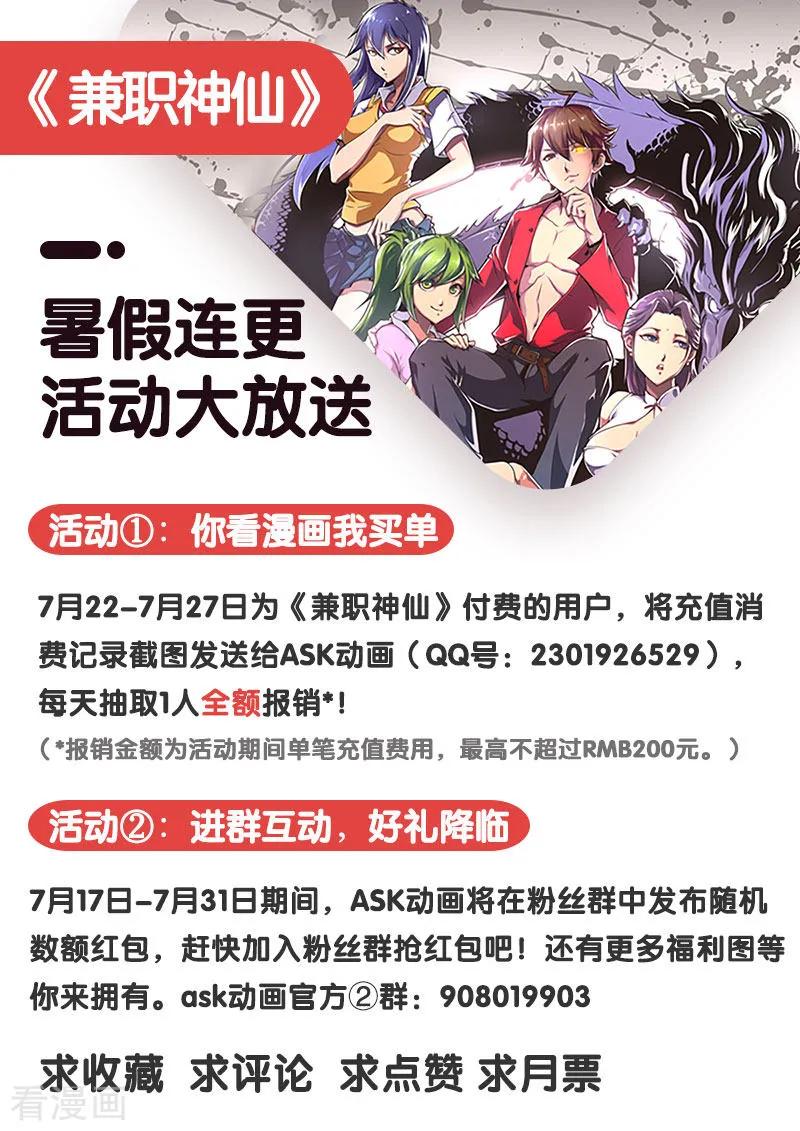 《兼职神仙》
暑假连更
活动大放送
活动①：你看漫画我买单
7月22-7月27日为《兼职神仙》付费的用户，将充值消
费记录截图发送给ASK动画（QQ号：2301926529），
每天抽取1人全额报销*！
（*报销金额为活动期间单笔充值费用，最高不超过RMB200元。）
活动②：进群互动，好礼降临
7月17日-7月31日期间，ASK动画将在粉丝群中发布随机
数额红包，赶快加入粉丝群抢红包吧！还有更多福利图等
你来拥有。ask动画官方②群：908019903
求收藏 求评论 求点赞 求月票
看漫画